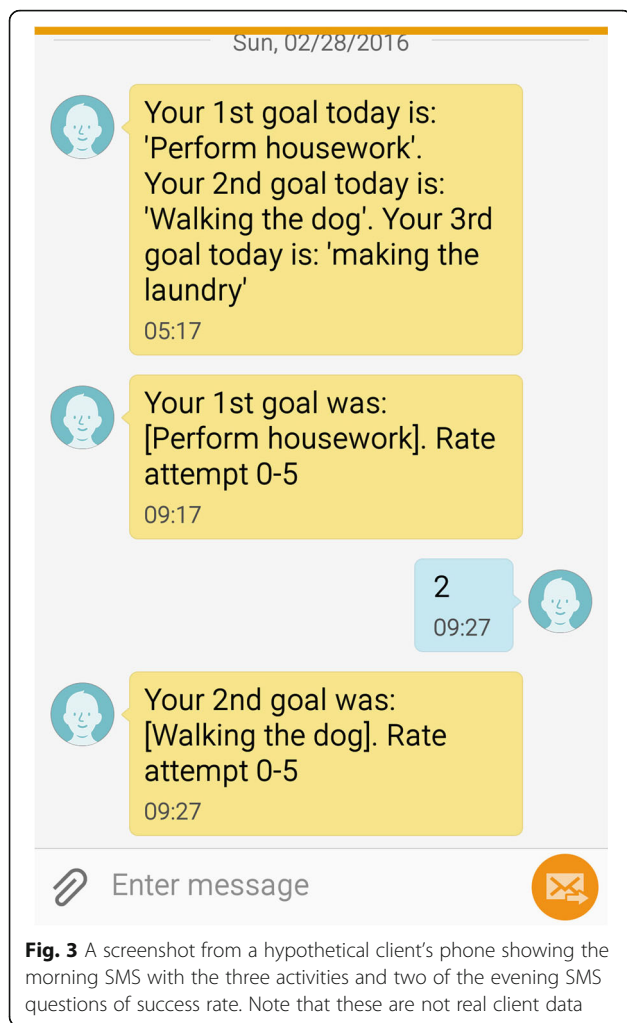 Sun, 02/28/2016
Your 1st goal today is:
'Perform housework'.
Your 2nd goal today is:
'Walking the dog'. Your 3rd
goal today is: 'making the
laundry'
05:17
Your 1st goal was:
[Perform housework]. Rate
attempt 0-5
09:17
2
09:27
Your 2nd goal was:
[Walking the dog]. Rate
attempt 0-5
09:27
Enter message
Fig. 3 A screenshot from a hypothetical client's phone showing the
morning SMS with the three activities and two of the evening SMS
questions of success rate. Note that these are not real client data